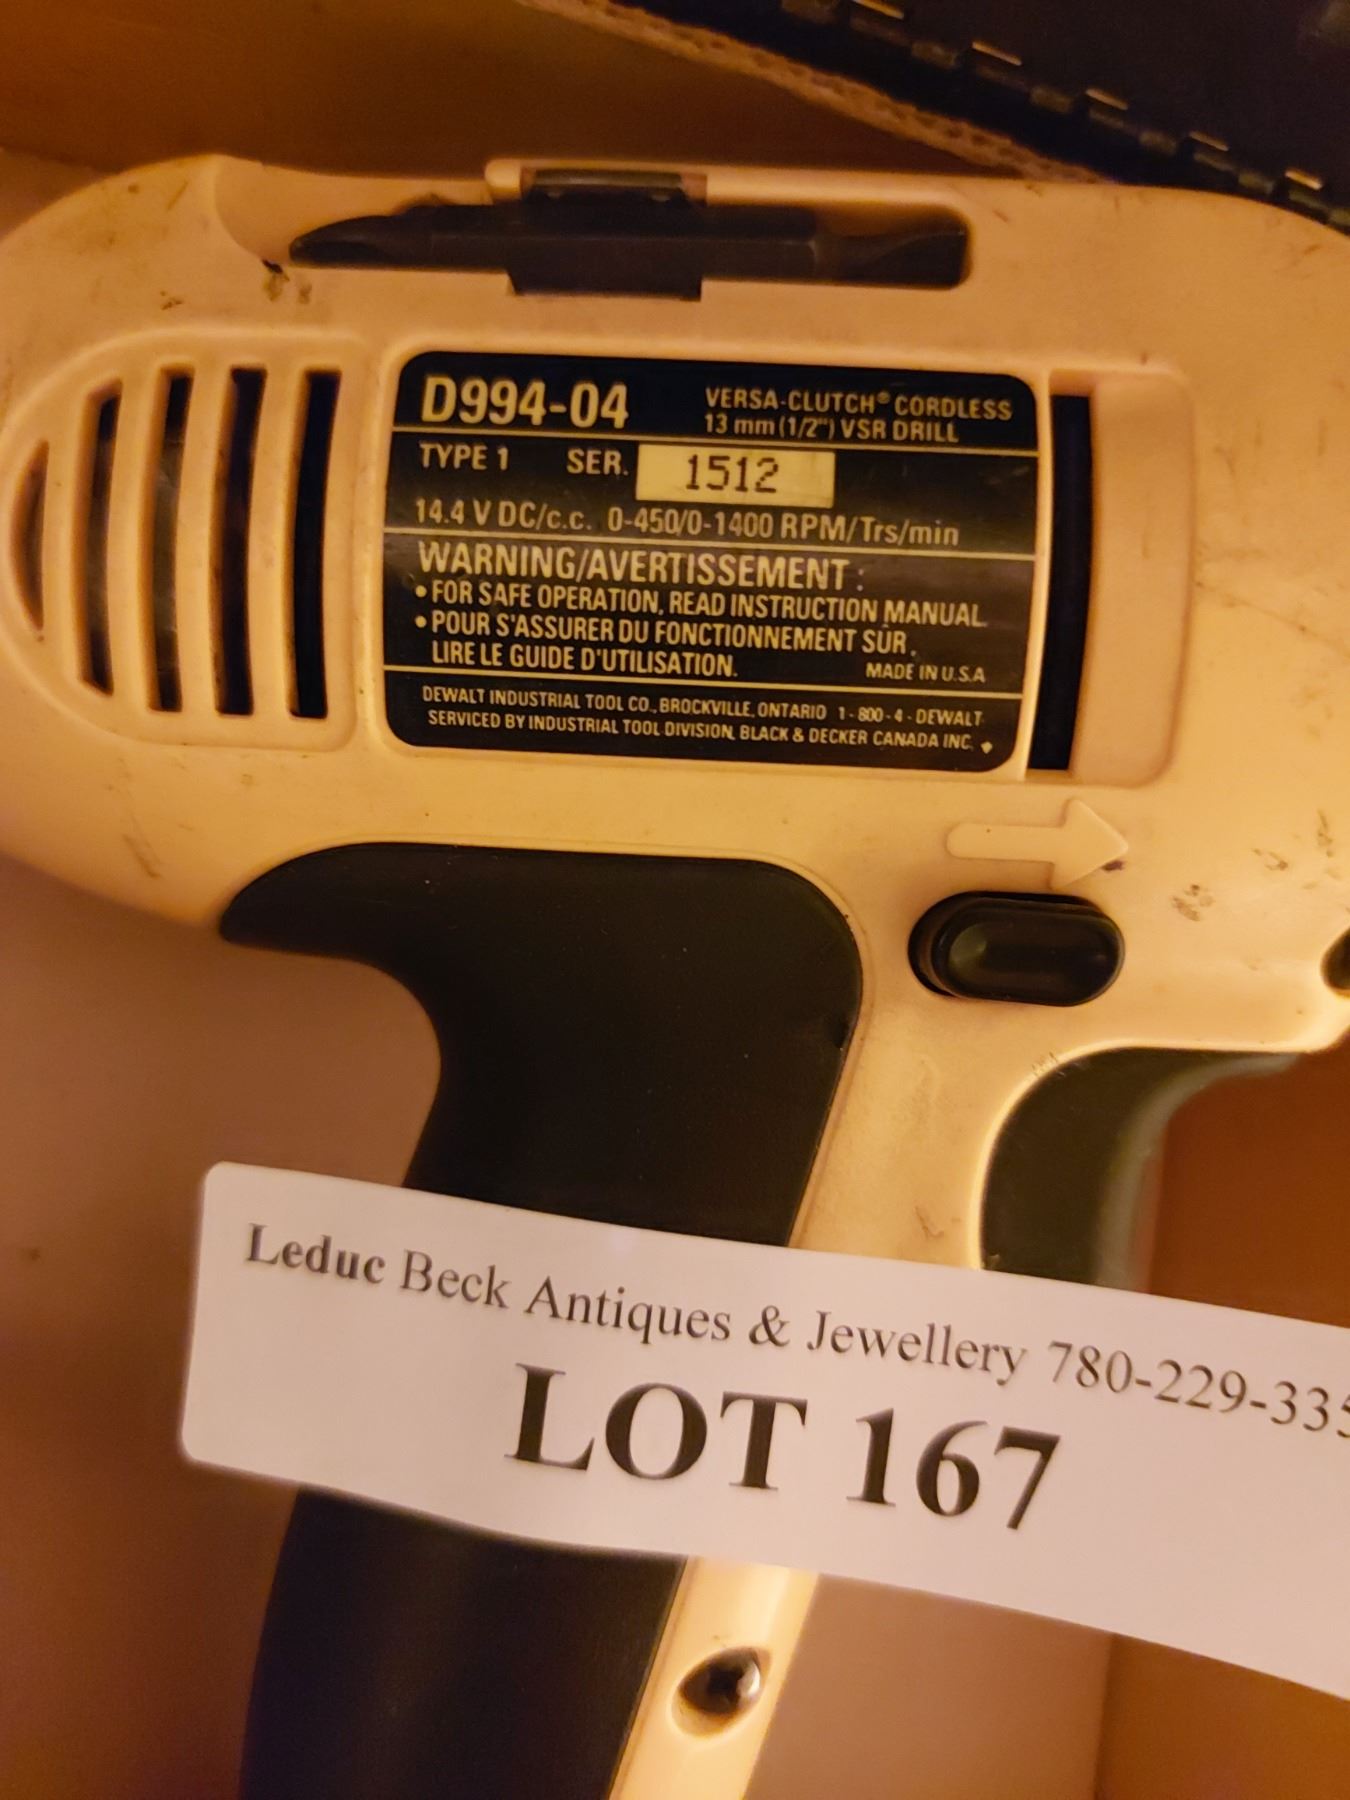 D994-04
VERSA-CLUTCH® CORDLESS
13 mm (1/2") VSR DRILL
TYPE 1 SER. 1512
14.4 V DC/c.c. 0-450/0-1400 RPM/Trs/min
WARNING/AVERTISSEMENT :
• FOR SAFE OPERATION, READ INSTRUCTION MANUAL
• POUR S'ASSURER DU FONCTIONNEMENT SÛR,
LIRE LE GUIDE D'UTILISATION.
MADE IN U.S.A
DEWALT INDUSTRIAL TOOL CO., BROCKVILLE, ONTARIO 1-800-4-DEWALT
SERVICED BY INDUSTRIAL TOOL DIVISION, BLACK & DECKER CANADA INC.
Leduc Beck Antiques & Jewellery 780-229-335
LOT 167